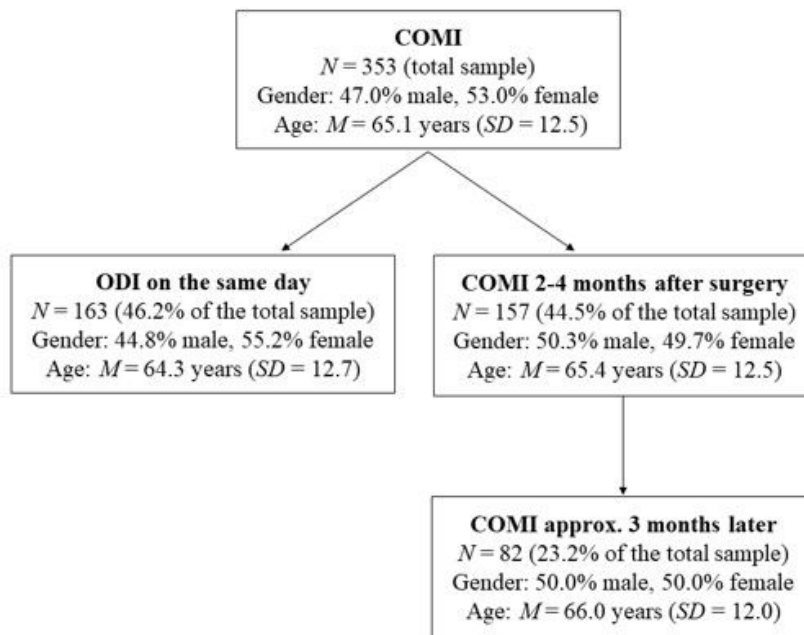 COMI
N = 353 (total sample)
Gender: 47.0% male, 53.0% female
Age: M = 65.1 years (SD = 12.5)
ODI on the same day
N = 163 (46.2% of the total sample)
Gender: 44.8% male, 55.2% female
Age: M = 64.3 years (SD = 12.7)
COMI 2-4 months after surgery
N = 157 (44.5% of the total sample)
Gender: 50.3% male, 49.7% female
Age: M = 65.4 years (SD = 12.5)
COMI approx. 3 months later
N = 82 (23.2% of the total sample)
Gender: 50.0% male, 50.0% female
Age: M = 66.0 years (SD = 12.0)